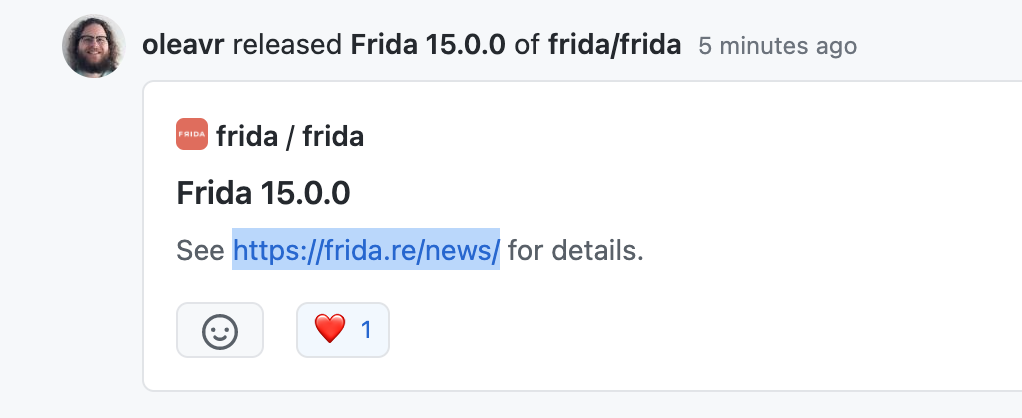 oleavr released Frida 15.0.0 of frida/frida 5 minutes ago
FRIDA frida / frida
Frida 15.0.0
See https://frida.re/news/ for details.
1